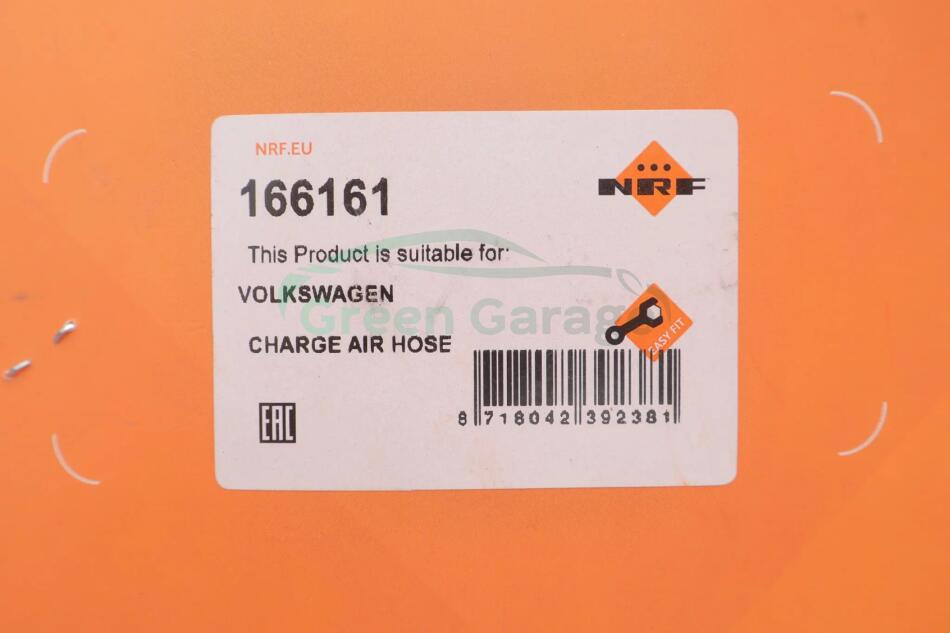 NRF.EU
166161
NRF
This Product is suitable for:
VOLKSWAGEN
Green Garage
EASY FIT
CHARGE AIR HOSE
EAC
8 718042 392381